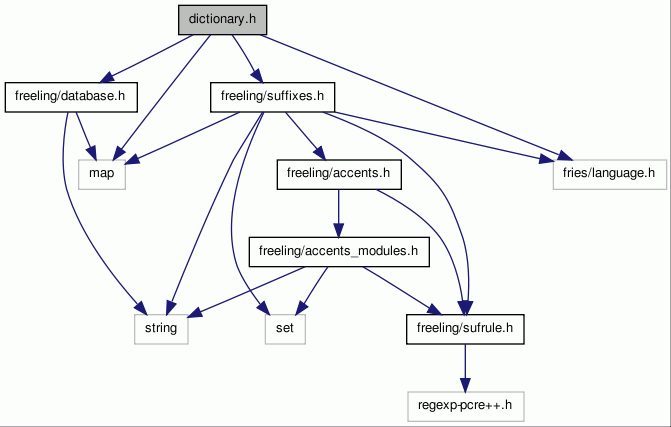 dictionary.h
freeling/database.h
freeling/suffixes.h
map
freeling/accents.h
fries/language.h
freeling/accents_modules.h
string
set
freeling/sufrule.h
regexp-pcre++.h